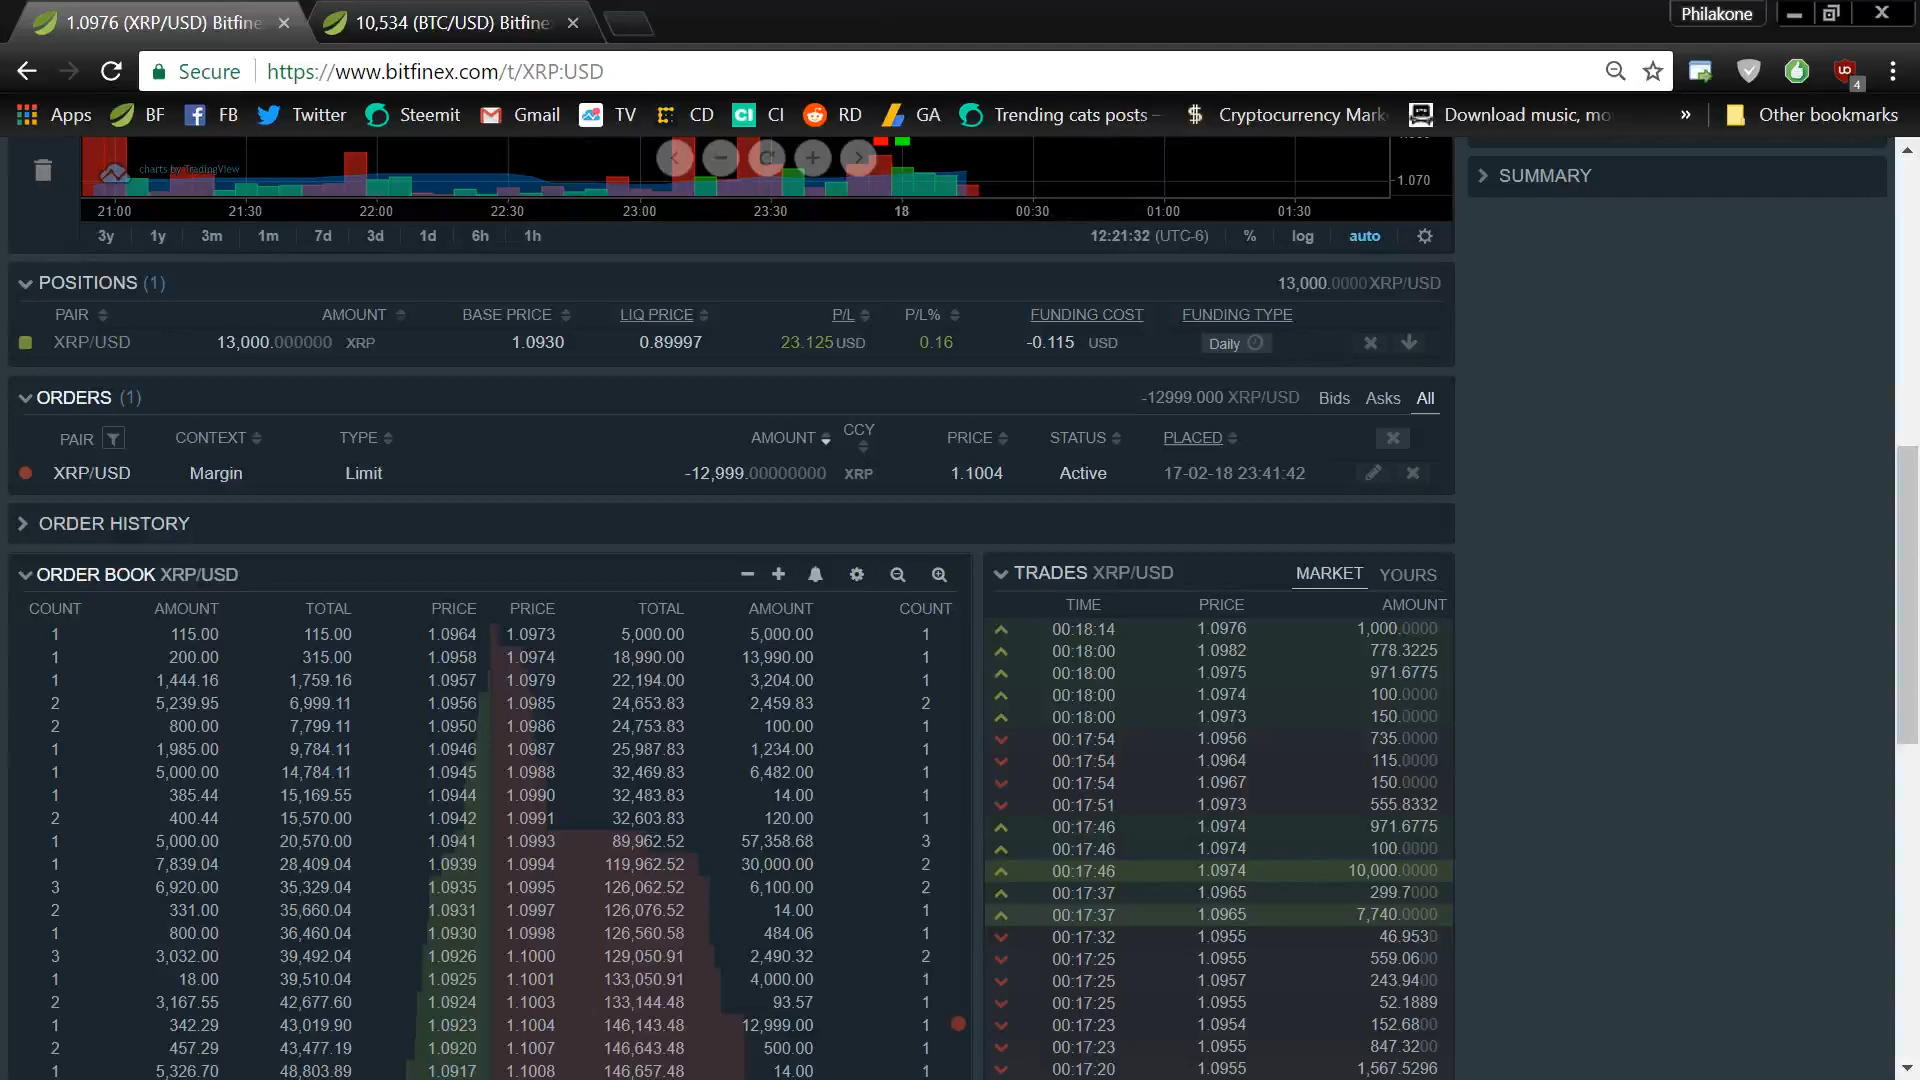 1.0976 (XRP/USD) Bitfine
10,534 (BTC/USD) Bitfine
Philakone
Secure
https://www.bitfinex.com/t/XRP:USD
4
Apps BF FB Twitter Steemit Gmail TV CD CI CI RD GA Trending cats posts – Cryptocurrency Mark Download music, mo » Other bookmarks
charts by TradingView
1.070
SUMMARY
21:00 21:30 22:00 22:30 23:00 23:30 18 00:30 01:00 01:30
3y 1y 3m 1m 7d 3d 1d 6h 1h 12:21:32 (UTC-6) % log auto
POSITIONS (1) 13,000.0000 XRP/USD
PAIR AMOUNT BASE PRICE LIQ PRICE P/L P/L% FUNDING COST FUNDING TYPE
XRP/USD 13,000.000000 XRP 1.0930 0.89997 23.125 USD 0.16 -0.115 USD Daily
ORDERS (1) -12999.000 XRP/USD Bids Asks All
PAIR CONTEXT TYPE AMOUNT CCY PRICE STATUS PLACED
XRP/USD Margin Limit -12,999.00000000 XRP 1.1004 Active 17-02-18 23:41:42
ORDER HISTORY
ORDER BOOK XRP/USD
COUNT AMOUNT TOTAL PRICE PRICE TOTAL AMOUNT COUNT
1 115.00 115.00 1.0964 1.0973 5,000.00 5,000.00 1
1 200.00 315.00 1.0958 1.0974 18,990.00 13,990.00 1
1 1,444.16 1,759.16 1.0957 1.0979 22,194.00 3,204.00 1
2 5,239.95 6,999.11 1.0956 1.0985 24,653.83 2,459.83 2
2 800.00 7,799.11 1.0950 1.0986 24,753.83 100.00 1
1 1,985.00 9,784.11 1.0946 1.0987 25,987.83 1,234.00 1
1 5,000.00 14,784.11 1.0945 1.0988 32,469.83 6,482.00 1
1 385.44 15,169.55 1.0944 1.0990 32,483.83 14.00 1
2 400.44 15,570.00 1.0942 1.0991 32,603.83 120.00 1
1 5,000.00 20,570.00 1.0941 1.0993 89,962.52 57,358.68 3
1 7,839.04 28,409.04 1.0939 1.0994 119,962.52 30,000.00 2
3 6,920.00 35,329.04 1.0935 1.0995 126,062.52 6,100.00 2
2 331.00 35,660.04 1.0931 1.0997 126,076.52 14.00 1
1 800.00 36,460.04 1.0930 1.0998 126,560.58 484.06 1
3 3,032.00 39,492.04 1.0926 1.1000 129,050.91 2,490.32 2
1 18.00 39,510.04 1.0925 1.1001 133,050.91 4,000.00 1
2 3,167.55 42,677.60 1.0924 1.1003 133,144.48 93.57 1
1 342.29 43,019.90 1.0923 1.1004 146,143.48 12,999.00 1
2 457.29 43,477.19 1.0920 1.1007 146,643.48 500.00 1
1 5,326.70 48,803.89 1.0917 1.1008 146,657.48 14.00 1
TRADES XRP/USD MARKET YOURS
TIME PRICE AMOUNT
00:18:14 1.0976 1,000.0000
00:18:00 1.0982 778.3225
00:18:00 1.0975 971.6775
00:18:00 1.0974 100.0000
00:18:00 1.0973 150.0000
00:17:54 1.0956 735.0000
00:17:54 1.0964 115.0000
00:17:54 1.0967 150.0000
00:17:51 1.0973 555.8332
00:17:46 1.0974 971.6775
00:17:46 1.0974 100.0000
00:17:46 1.0974 10,000.0000
00:17:37 1.0965 299.7000
00:17:37 1.0965 7,740.0000
00:17:32 1.0955 46.9530
00:17:25 1.0955 559.0600
00:17:25 1.0957 243.9400
00:17:25 1.0955 52.1889
00:17:23 1.0954 152.6800
00:17:23 1.0955 847.3200
00:17:20 1.0955 1,567.5296